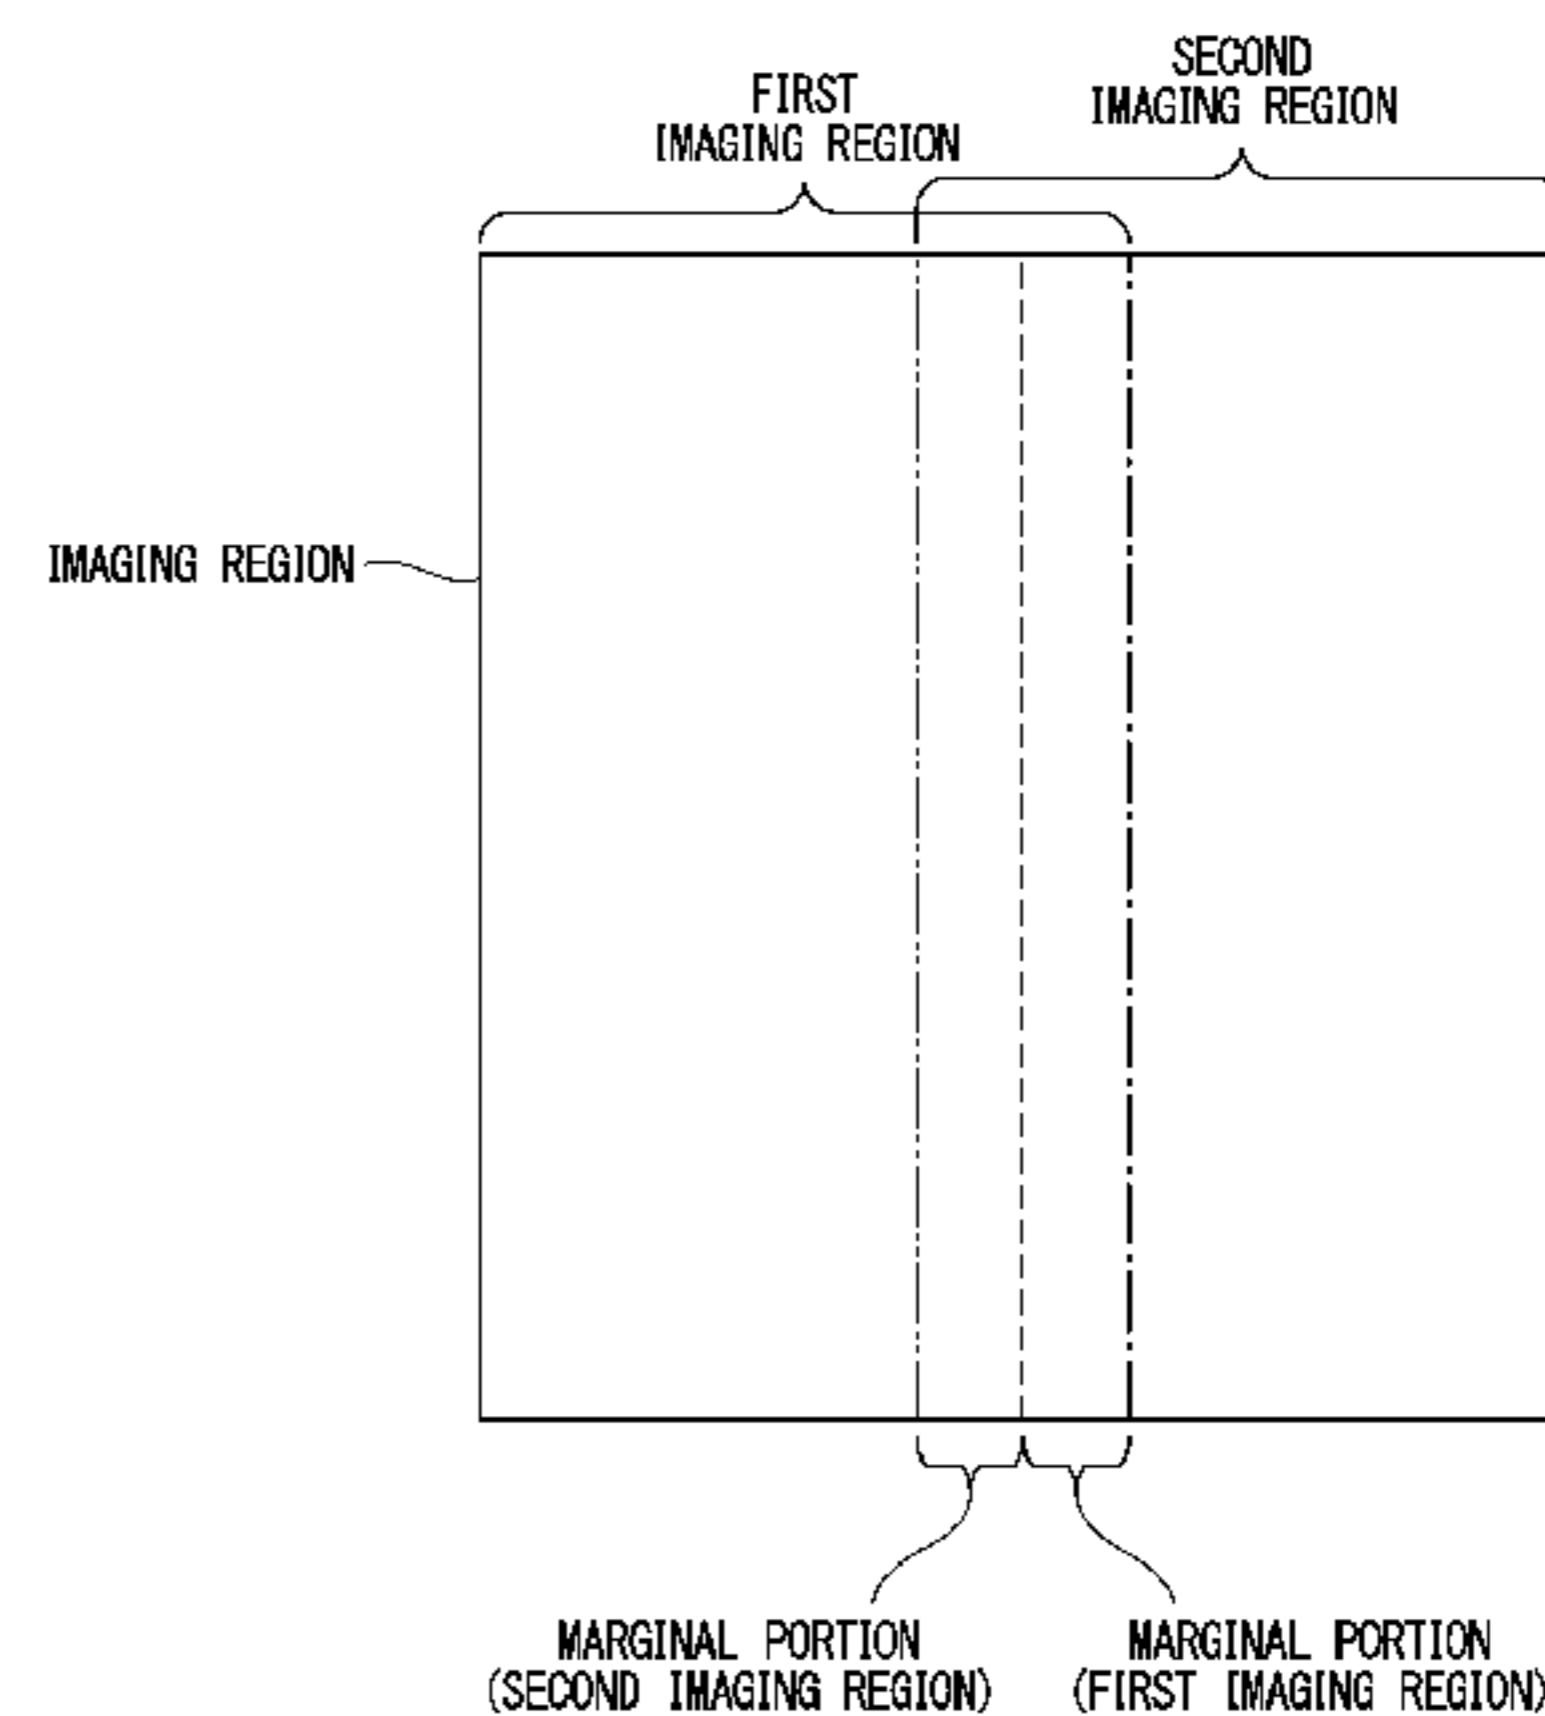 FIRST
IMAGING REGION
SECOND
IMAGING REGION
IMAGING REGION
MARGINAL PORTION
(SECOND IMAGING REGION)
MARGINAL PORTION
(FIRST IMAGING REGION)